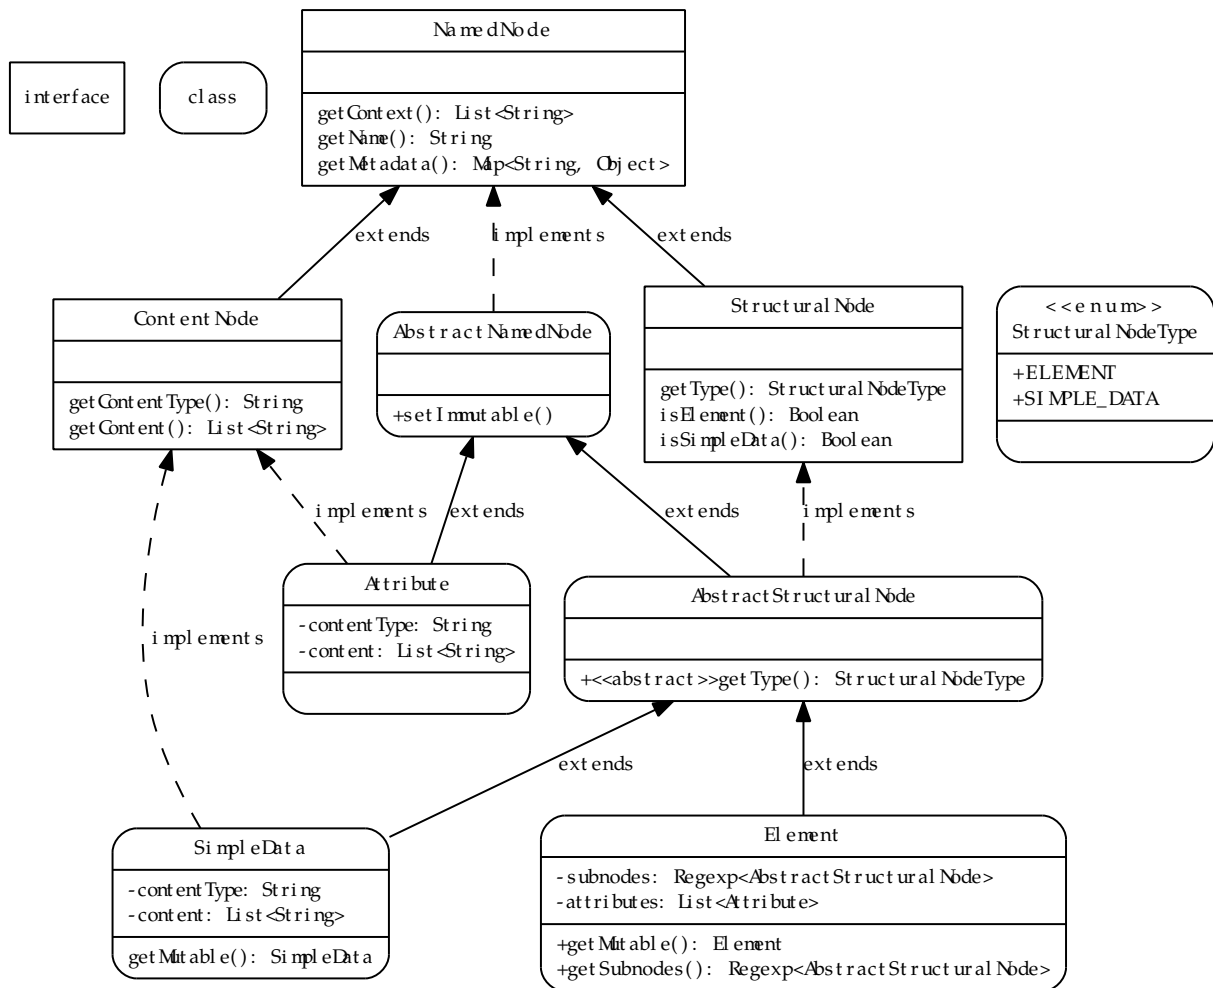 NamedNode
interface
class
getContext(): List<String>
getName(): String
getMetadata(): Map<String, Object>
extends
implements
extends
ContentNode
getContentType(): String
getContent(): List<String>
AbstractNamedNode
+setImmutable()
StructuralNode
getType(): StructuralNodeType
isElement(): Boolean
isSimpleData(): Boolean
<<enum>>
StructuralNodeType
+ELEMENT
+SIMPLE_DATA
implements
extends
extends
implements
Attribute
-contentType: String
-content: List<String>
AbstractStructuralNode
+<<abstract>>getType(): StructuralNodeType
implements
extends
extends
SimpleData
-contentType: String
-content: List<String>
getMutable(): SimpleData
Element
-subnodes: Regexp<AbstractStructuralNode>
-attributes: List<Attribute>
+getMutable(): Element
+getSubnodes(): Regexp<AbstractStructuralNode>